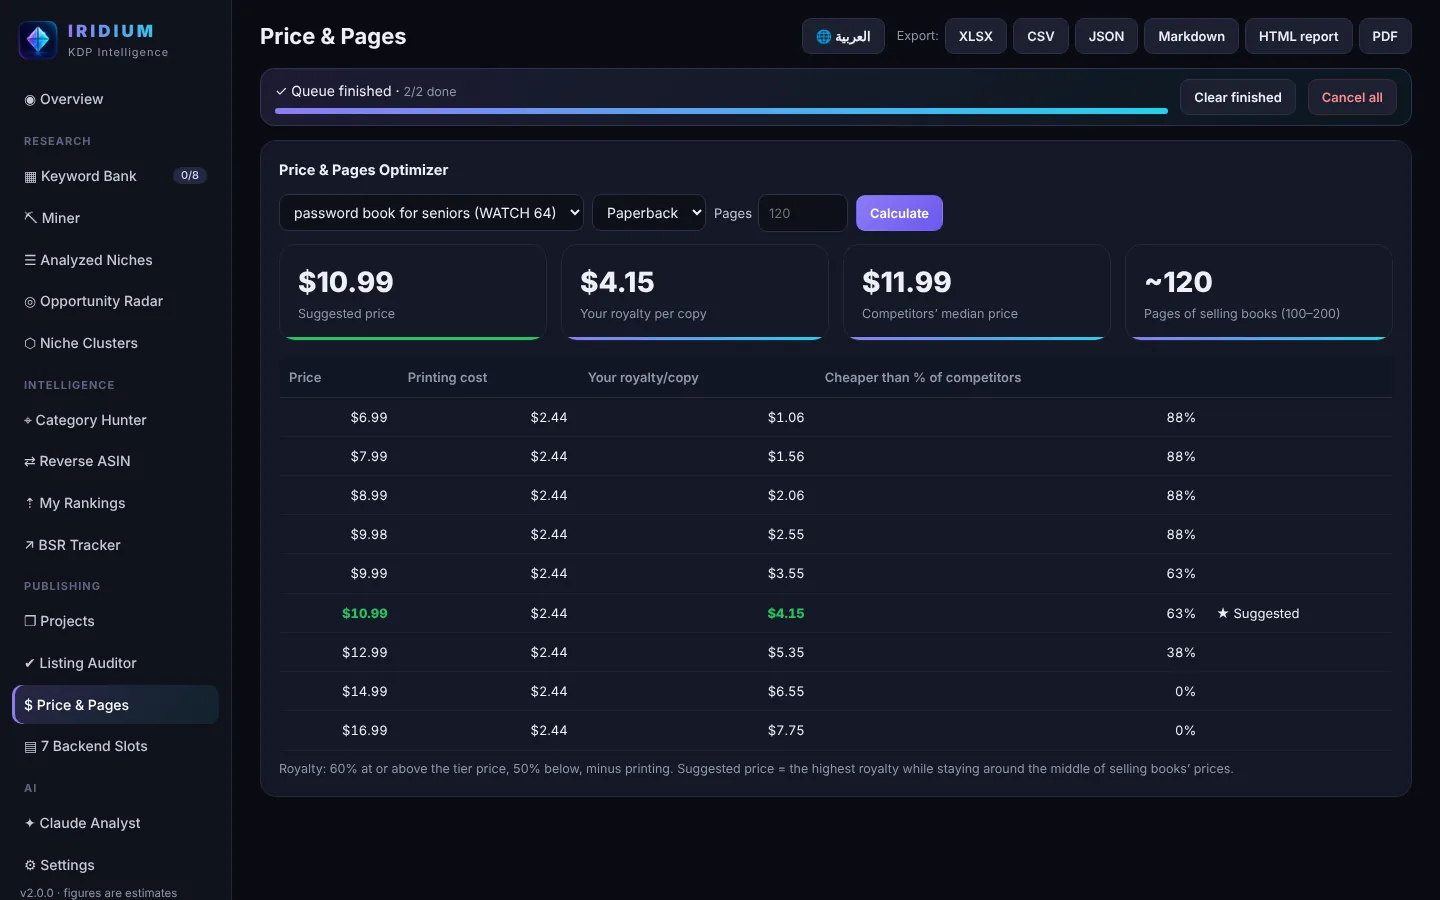 IRIDIUM
KDP Intelligence
Overview
RESEARCH
Keyword Bank 0/8
Miner
Analyzed Niches
Opportunity Radar
Niche Clusters
INTELLIGENCE
Category Hunter
Reverse ASIN
My Rankings
BSR Tracker
PUBLISHING
Projects
Listing Auditor
$ Price & Pages
7 Backend Slots
AI
Claude Analyst
Settings
v2.0.0 · figures are estimates
Price & Pages
العربية Export: XLSX CSV JSON Markdown HTML report PDF
✓ Queue finished · 2/2 done
Clear finished Cancel all
Price & Pages Optimizer
password book for seniors (WATCH 64) Paperback Pages 120 Calculate
$10.99 $4.15 $11.99 ~120
Suggested price Your royalty per copy Competitors’ median price Pages of selling books (100–200)
Price Printing cost Your royalty/copy Cheaper than % of competitors
$6.99 $2.44 $1.06 88%
$7.99 $2.44 $1.56 88%
$8.99 $2.44 $2.06 88%
$9.98 $2.44 $2.55 88%
$9.99 $2.44 $3.55 63%
$10.99 $2.44 $4.15 63% ★ Suggested
$12.99 $2.44 $5.35 38%
$14.99 $2.44 $6.55 0%
$16.99 $2.44 $7.75 0%
Royalty: 60% at or above the tier price, 50% below, minus printing. Suggested price = the highest royalty while staying around the middle of selling books’ prices.